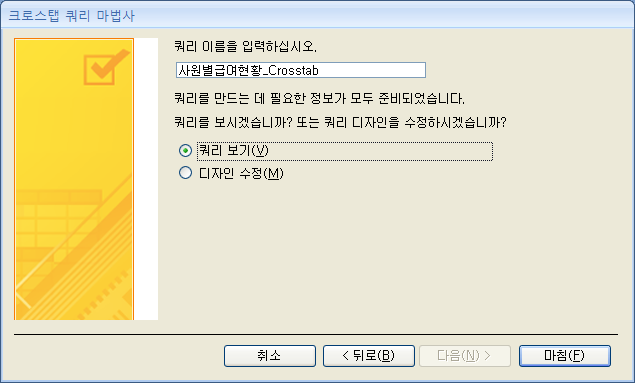 크로스탭 쿼리 마법사
쿼리 이름을 입력하십시오.
사원별급여현황_Crosstab
쿼리를 만드는 데 필요한 정보가 모두 준비되었습니다.
쿼리를 보시겠습니까? 또는 쿼리 디자인을 수정하시겠습니까?
쿼리 보기(V)
디자인 수정(M)
취소 < 뒤로(B) 다음(N) > 마침(F)